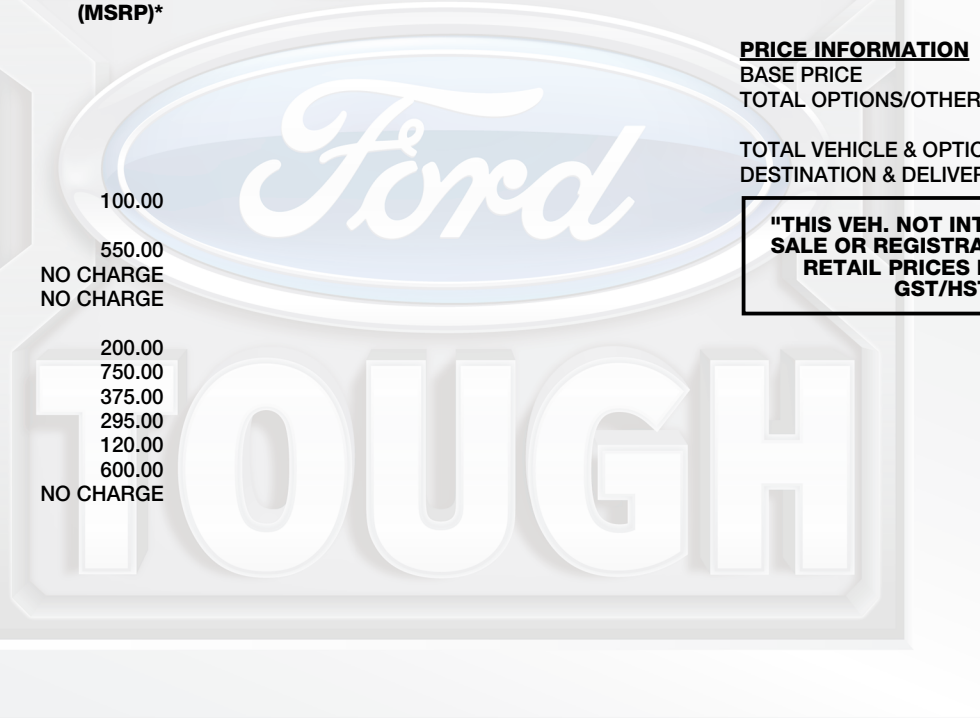 (MSRP)*
100.00
550.00
NO CHARGE
NO CHARGE
200.00
750.00
375.00
295.00
120.00
600.00
NO CHARGE
PRICE INFORMATION
BASE PRICE
TOTAL OPTIONS/OTHER
TOTAL VEHICLE & OPTIO
DESTINATION & DELIVER
"THIS VEH. NOT INT
SALE OR REGISTRA
RETAIL PRICES
GST/HST
Ford
TOUGH